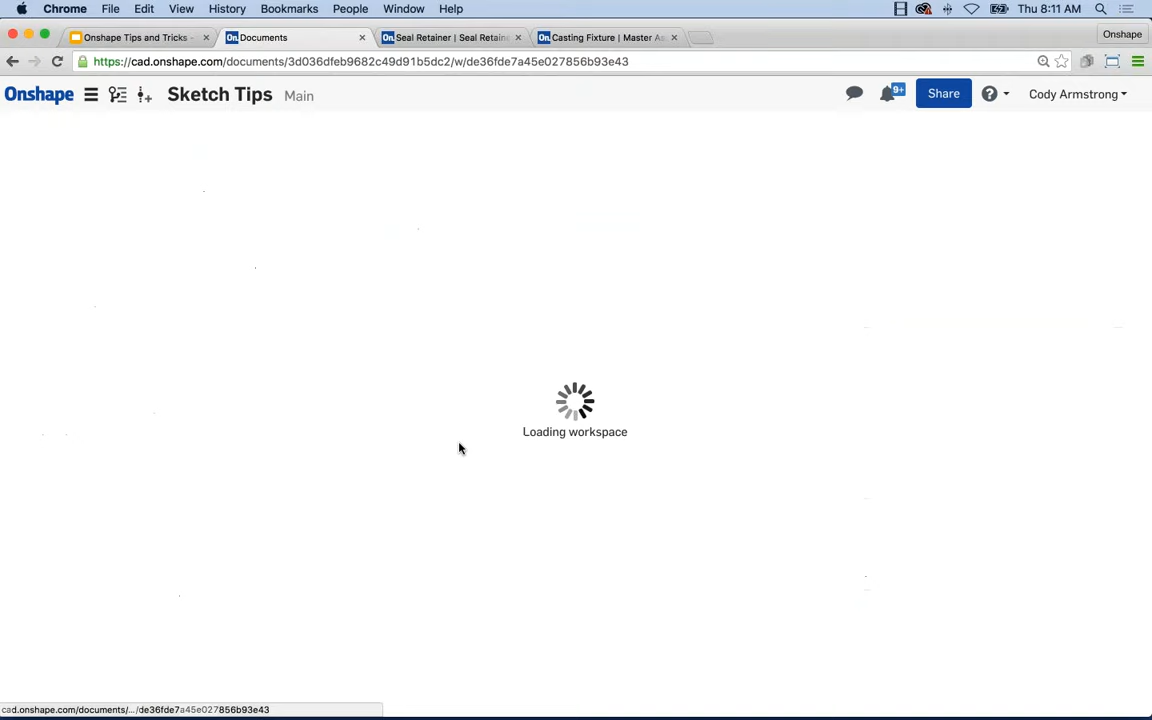 Chrome File Edit View History Bookmarks People Window Help Thu 8:11 AM
Onshape Tips and Tricks - Documents Seal Retainer | Seal Retaine Casting Fixture | Master As Onshape
https://cad.onshape.com/documents/3d036dfeb9682c49d91b5dc2/w/de36fde7a45e027856b93e43
Onshape Sketch Tips Main 9+ Share Cody Armstrong
Loading workspace
cad.onshape.com/documents/.../de36fde7a45e027856b93e43